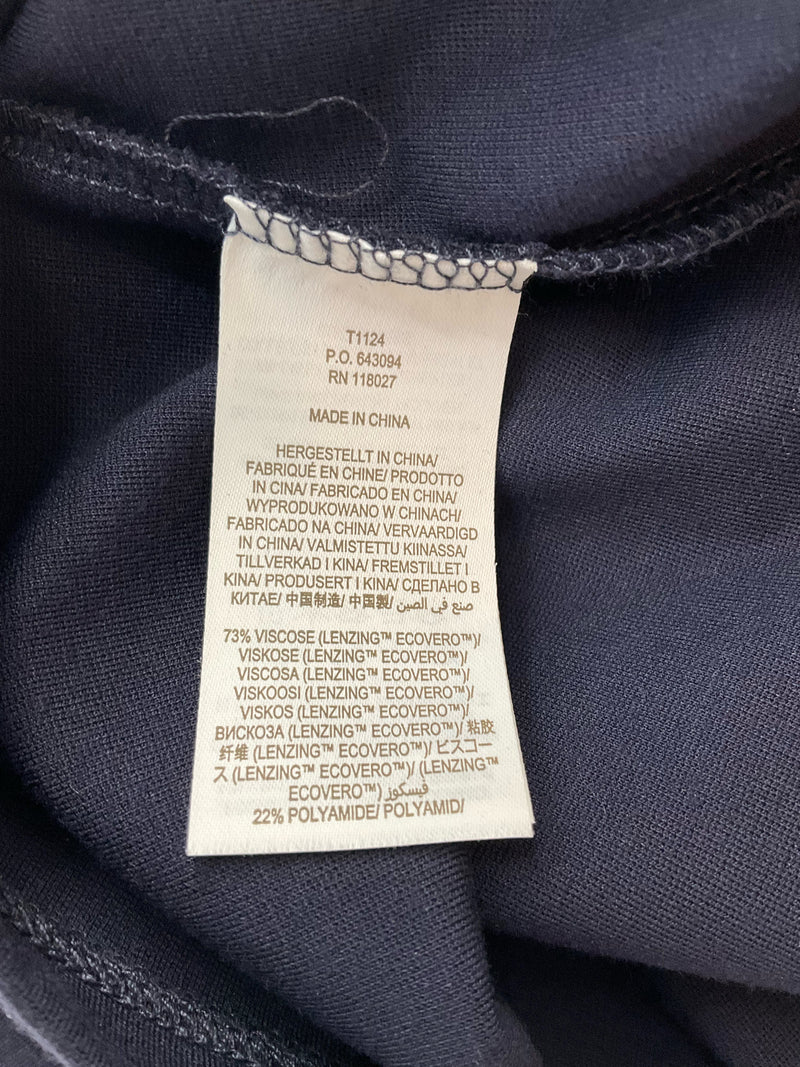 T1124
P.O. 643094
RN 118027
MADE IN CHINA
HERGESTELLT IN CHINA/
FABRIQUÉ EN CHINE/ PRODOTTO
IN CINA/ FABRICADO EN CHINA/
WYPRODUKOWANO W CHINACH/
FABRICADO NA CHINA/ VERVAARDIGD
IN CHINA/ VALMISTETTU KIINASSA/
TILLVERKAD I KINA/ FREMSTILLET I
KINA/ PRODUSERT I KINA/ СДЕЛАНО В
КИТАЕ/ 中国制造/ 中国製/ صنع في الصين
73% VISCOSE (LENZING™ ECOVERO™)/
VISKOSE (LENZING™ ECOVERO™)/
VISCOSA (LENZING™ ECOVERO™)/
VISKOOSI (LENZING™ ECOVERO™)/
VISKOS (LENZING™ ECOVERO™)/
ВИСКОЗА (LENZING™ ECOVERO™)/ 粘胶
纤维 (LENZING™ ECOVERO™)/ ビスコー
ス (LENZING™ ECOVERO™)/ (LENZING™
ECOVERO™) فيسكوز/
22% POLYAMIDE/ POLYAMID/